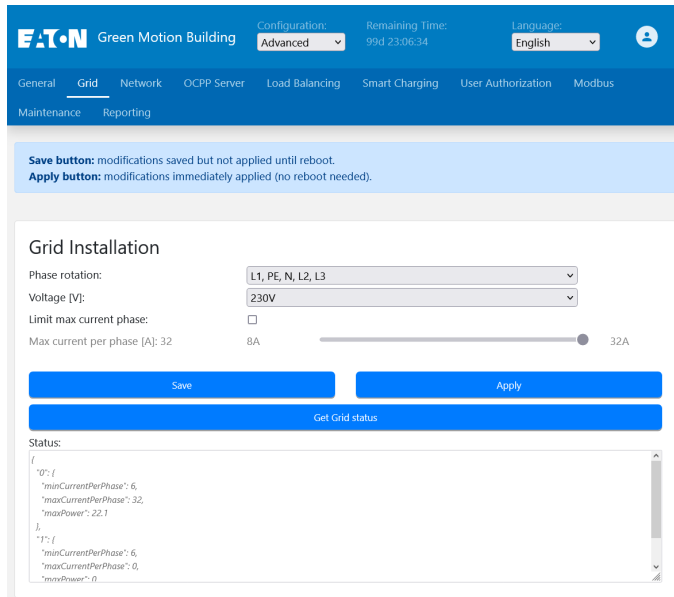 EATON Green Motion Building
Configuration:
Advanced
Remaining Time:
99d 23:06:34
Language:
English
General Grid Network OCPP Server Load Balancing Smart Charging User Authorization Modbus
Maintenance Reporting
Save button: modifications saved but not applied until reboot.
Apply button: modifications immediately applied (no reboot needed).
Grid Installation
Phase rotation: L1, PE, N, L2, L3
Voltage [V]: 230V
Limit max current phase:
Max current per phase [A]: 32 8A 32A
Save Apply
Get Grid status
Status:
{
"0": {
"minCurrentPerPhase": 6,
"maxCurrentPerPhase": 32,
"maxPower": 22.1
},
"1": {
"minCurrentPerPhase": 6,
"maxCurrentPerPhase": 0,
"maxPower": 0